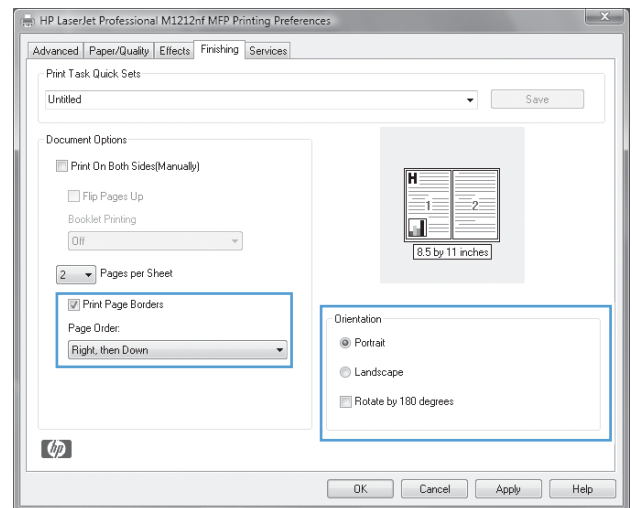 HP LaserJet Professional M1212nf MFP Printing Preferences
Advanced Paper/Quality Effects Finishing Services
Print Task Quick Sets
Untitled
Save
Document Options
Print On Both Sides(Manually)
Flip Pages Up
Booklet Printing
Off
2 Pages per Sheet
Print Page Borders
Page Order:
Right, then Down
H
1 2
8.5 by 11 inches
Orientation
Portrait
Landscape
Rotate by 180 degrees
hp
OK Cancel Apply Help